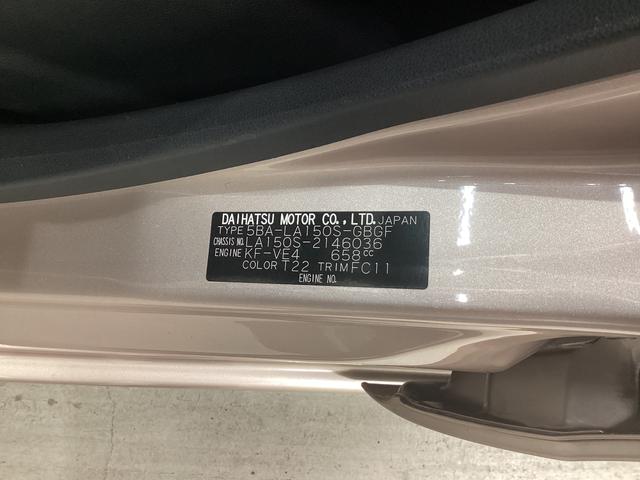 DAIHATSU MOTOR CO., LTD. JAPAN
TYPE 5BA-LA150S-GBGF
CHASSIS NO. LA150S-2146036
ENGINE KF-VE4 658cc
COLOR T22 TRIM FC11
ENGINE NO.